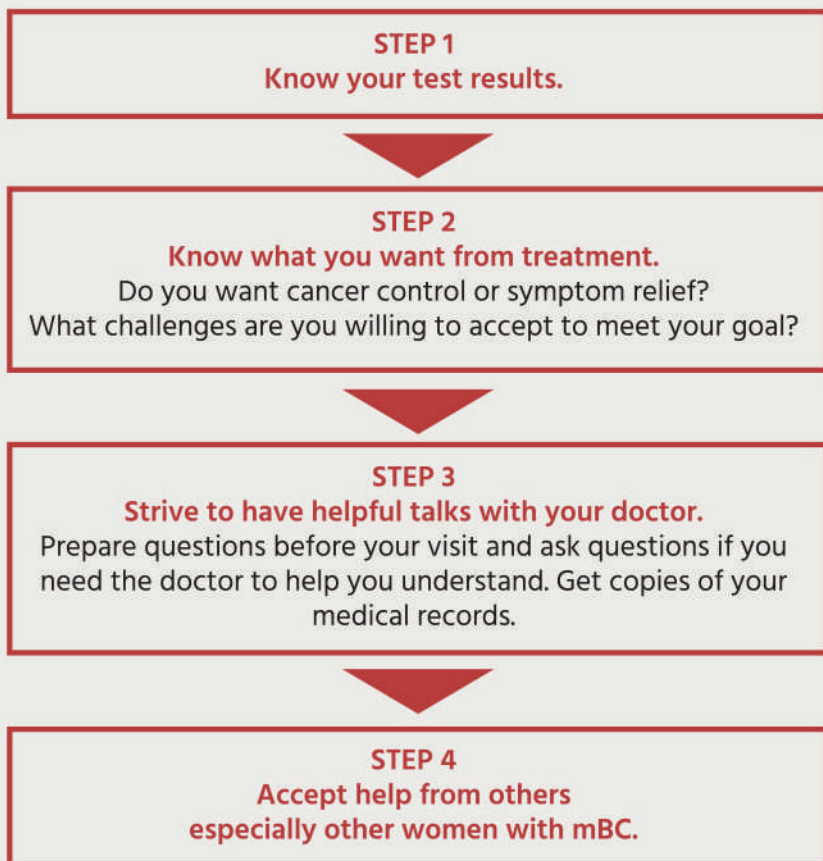 STEP 1
Know your test results.
STEP 2
Know what you want from treatment.
Do you want cancer control or symptom relief?
What challenges are you willing to accept to meet your goal?
STEP 3
Strive to have helpful talks with your doctor.
Prepare questions before your visit and ask questions if you
need the doctor to help you understand. Get copies of your
medical records.
STEP 4
Accept help from others
especially other women with mBC.